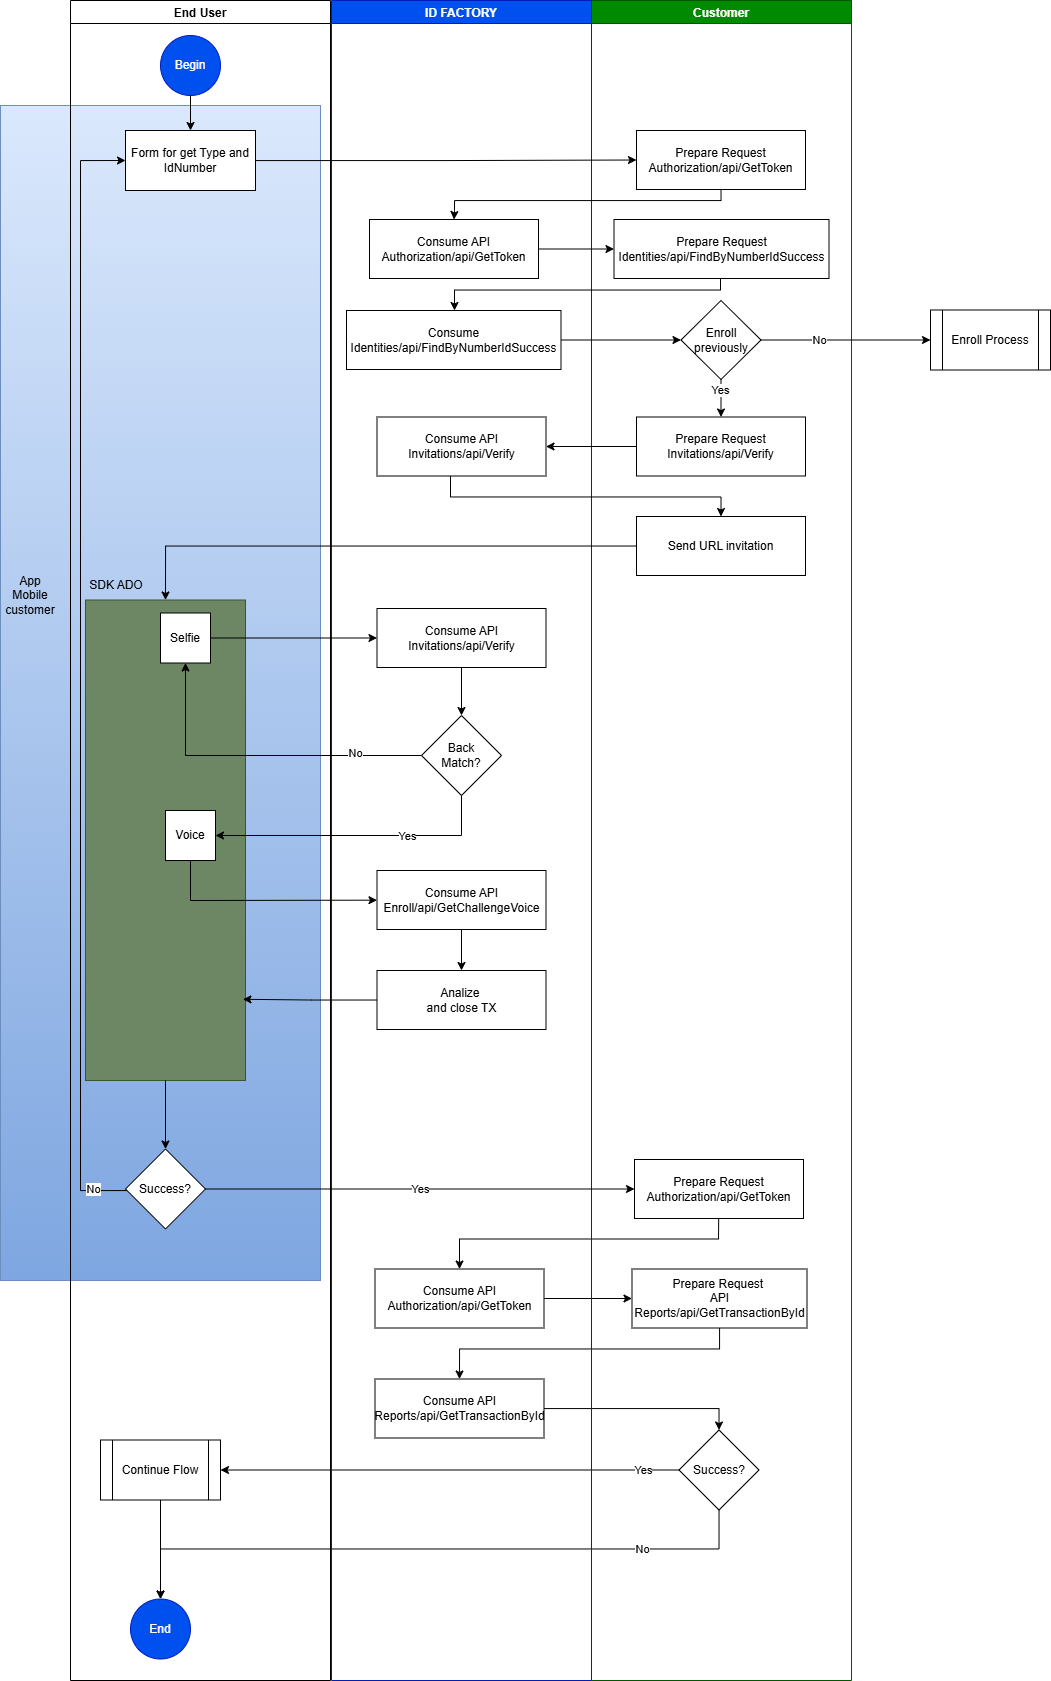 End User
ID FACTORY
Customer
Begin
Form for get Type and
IdNumber
Prepare Request
Authorization/api/GetToken
Consume API
Authorization/api/GetToken
Prepare Request
Identities/api/FindByNumberIdSuccess
Consume
Identities/api/FindByNumberIdSuccess
Enroll
previously
No
Enroll Process
Yes
Consume API
Invitations/api/Verify
Prepare Request
Invitations/api/Verify
Send URL invitation
App
Mobile
customer
SDK ADO
Selfie
Consume API
Invitations/api/Verify
Back
Match?
No
Voice
Yes
Consume API
Enroll/api/GetChallengeVoice
Analize
and close TX
Success?
No
Yes
Prepare Request
Authorization/api/GetToken
Consume API
Authorization/api/GetToken
Prepare Request
API
Reports/api/GetTransactionById
Consume API
Reports/api/GetTransactionById
Continue Flow
Yes
Success?
No
End